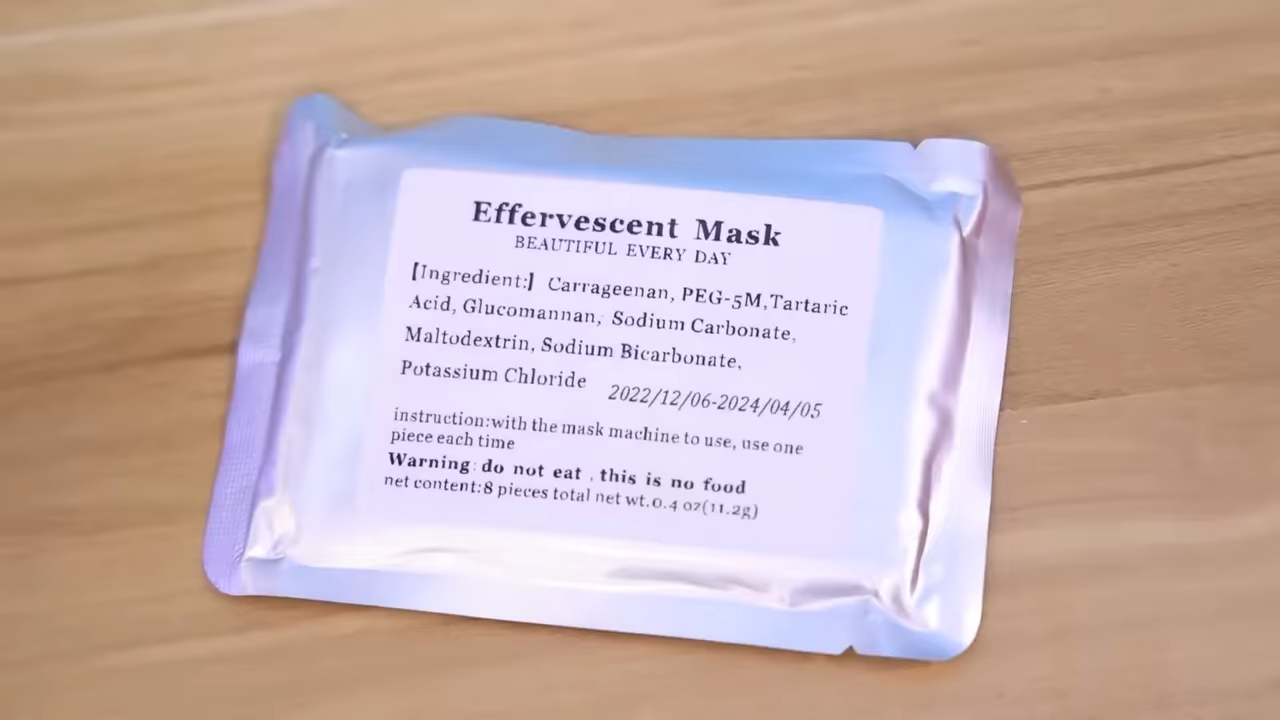 Effervescent Mask
BEAUTIFUL EVERY DAY
【Ingredient:】 Carrageenan, PEG-5M,Tartaric
Acid, Glucomannan, Sodium Carbonate,
Maltodextrin, Sodium Bicarbonate,
Potassium Chloride 2022/12/06-2024/04/05
instruction:with the mask machine to use, use one
piece each time
Warning: do not eat , this is no food
net content:8 pieces total net wt.0.4 oz(11.2g)